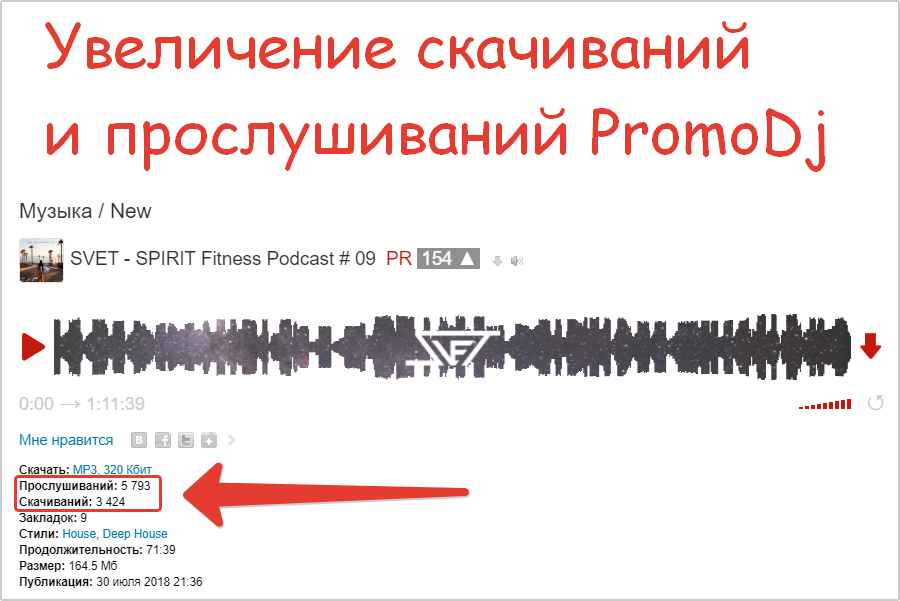 Увеличение скачиваний
и прослушиваний PromoDj
Музыка / New
SVET - SPIRIT Fitness Podcast # 09 PR 154 ▲
0:00 → 1:11:39
Мне нравится
Скачать: MP3, 320 Кбит
Прослушиваний: 5 793
Скачиваний: 3 424
Закладок: 9
Стили: House, Deep House
Продолжительность: 71:39
Размер: 164.5 Мб
Публикация: 30 июля 2018 21:36